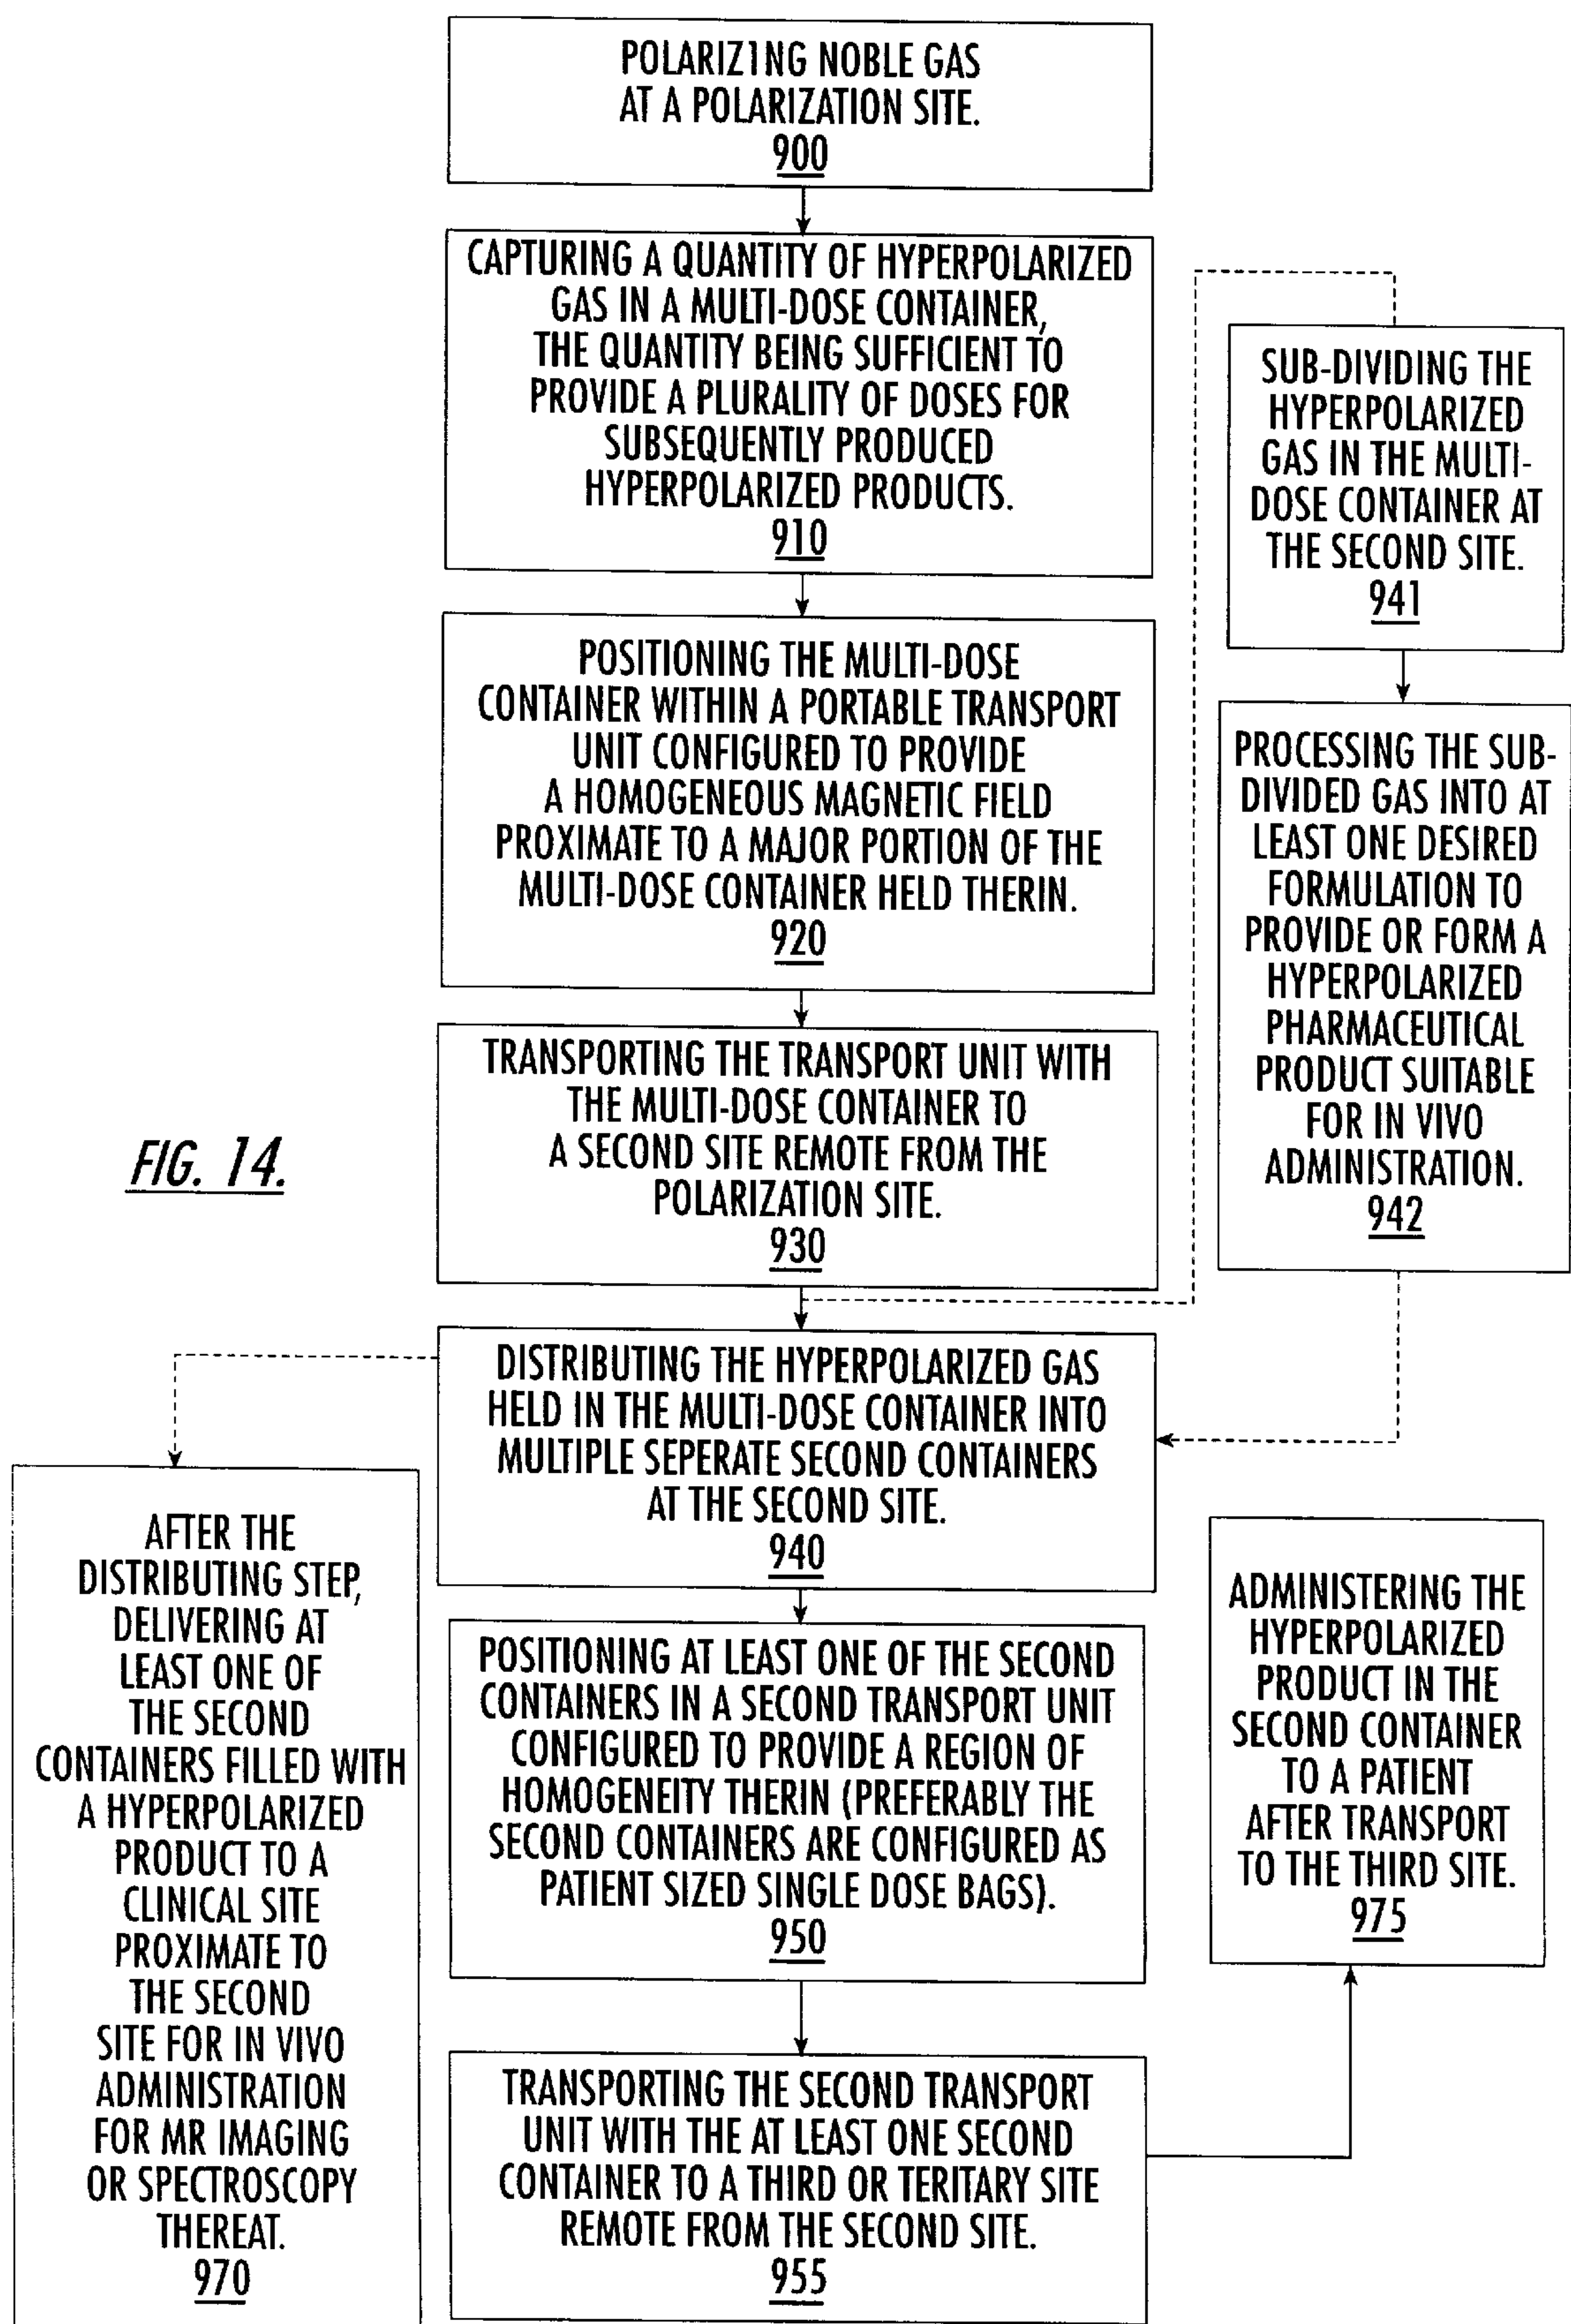 POLARIZING NOBLE GAS
AT A POLARIZATION SITE.
900
CAPTURING A QUANTITY OF HYPERPOLARIZED
GAS IN A MULTI-DOSE CONTAINER,
THE QUANTITY BEING SUFFICIENT TO
PROVIDE A PLURALITY OF DOSES FOR
SUBSEQUENTLY PRODUCED
HYPERPOLARIZED PRODUCTS.
910
POSITIONING THE MULTI-DOSE
CONTAINER WITHIN A PORTABLE TRANSPORT
UNIT CONFIGURED TO PROVIDE
A HOMOGENEOUS MAGNETIC FIELD
PROXIMATE TO A MAJOR PORTION OF THE
MULTI-DOSE CONTAINER HELD THERIN.
920
TRANSPORTING THE TRANSPORT UNIT WITH
THE MULTI-DOSE CONTAINER TO
A SECOND SITE REMOTE FROM THE
POLARIZATION SITE.
930
SUB-DIVIDING THE
HYPERPOLARIZED
GAS IN THE MULTI-
DOSE CONTAINER AT
THE SECOND SITE.
941
PROCESSING THE SUB-
DIVIDED GAS INTO AT
LEAST ONE DESIRED
FORMULATION TO
PROVIDE OR FORM A
HYPERPOLARIZED
PHARMACEUTICAL
PRODUCT SUITABLE
FOR IN VIVO
ADMINISTRATION.
942
FIG. 14.
DISTRIBUTING THE HYPERPOLARIZED GAS
HELD IN THE MULTI-DOSE CONTAINER INTO
MULTIPLE SEPERATE SECOND CONTAINERS
AT THE SECOND SITE.
940
AFTER THE
DISTRIBUTING STEP,
DELIVERING AT
LEAST ONE OF
THE SECOND
CONTAINERS FILLED WITH
A HYPERPOLARIZED
PRODUCT TO A
CLINICAL SITE
PROXIMATE TO
THE SECOND
SITE FOR IN VIVO
ADMINISTRATION
FOR MR IMAGING
OR SPECTROSCOPY
THEREAT.
970
POSITIONING AT LEAST ONE OF THE SECOND
CONTAINERS IN A SECOND TRANSPORT UNIT
CONFIGURED TO PROVIDE A REGION OF
HOMOGENEITY THERIN (PREFERABLY THE
SECOND CONTAINERS ARE CONFIGURED AS
PATIENT SIZED SINGLE DOSE BAGS).
950
TRANSPORTING THE SECOND TRANSPORT
UNIT WITH THE AT LEAST ONE SECOND
CONTAINER TO A THIRD OR TERITARY SITE
REMOTE FROM THE SECOND SITE.
955
ADMINISTERING THE
HYPERPOLARIZED
PRODUCT IN THE
SECOND CONTAINER
TO A PATIENT
AFTER TRANSPORT
TO THE THIRD SITE.
975